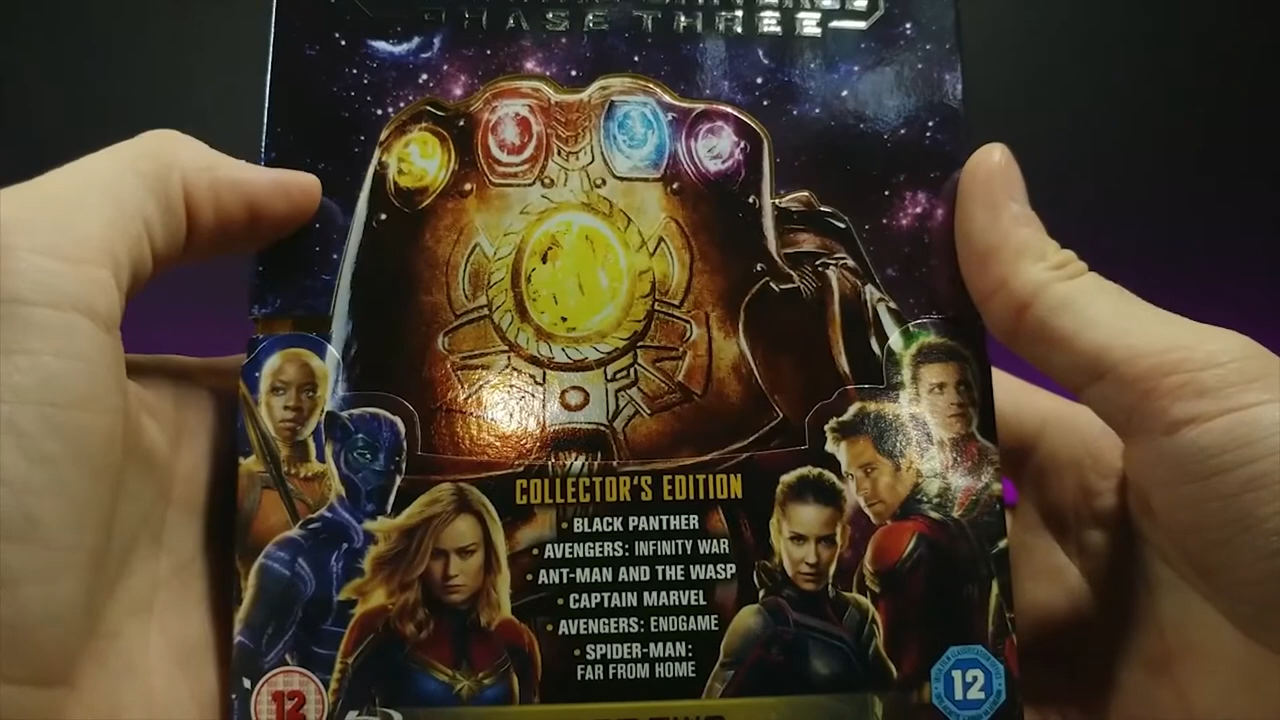 PHASE THREE
COLLECTOR'S EDITION
• BLACK PANTHER
• AVENGERS: INFINITY WAR
• ANT-MAN AND THE WASP
• CAPTAIN MARVEL
• AVENGERS: ENDGAME
• SPIDER-MAN:
FAR FROM HOME
12
12